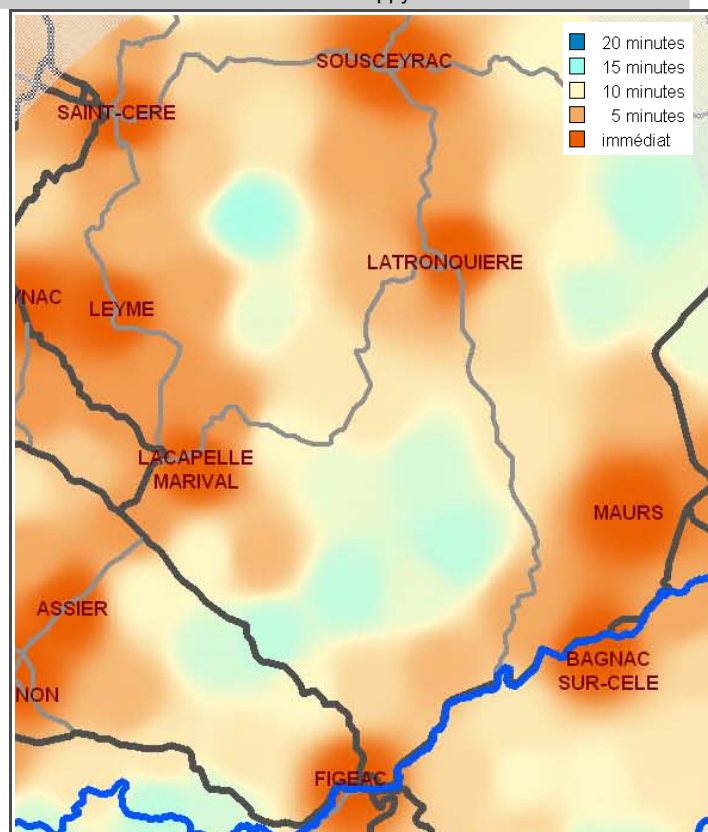 SOUSCEYRAC
20 minutes
15 minutes
10 minutes
5 minutes
immédiat
SAINT-CERE
LATRONQUIERE
NAC
LEYME
LACAPELLE
MARIVAL
MAURS
ASSIER
BAGNAC
SUR-CELE
NON
FIGEAC